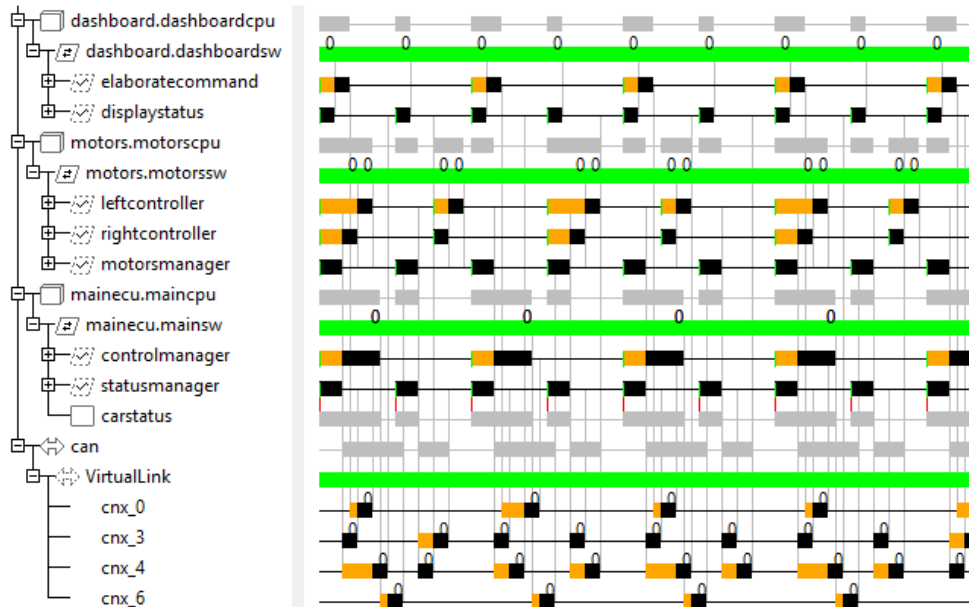 dashboard.dashboardcpu
0 0 0 0 0 0 0 0 0
dashboard.dashboardsw
elaboratecommand
displaystatus
motors.motorscpu
0 0 0 0 0 0 0 0 0 0 0 0
motors.motorssw
leftcontroller
rightcontroller
motorsmanager
mainecu.maincpu
0 0 0 0
mainecu.mainsw
controlmanager
statusmanager
carstatus
can
VirtualLink
0 0 0 0
cnx_0
0 0 0 0 0 0 0 0
cnx_3
0 0 0 0 0 0 0 0 0
cnx_4
0 0 0 0
cnx_6